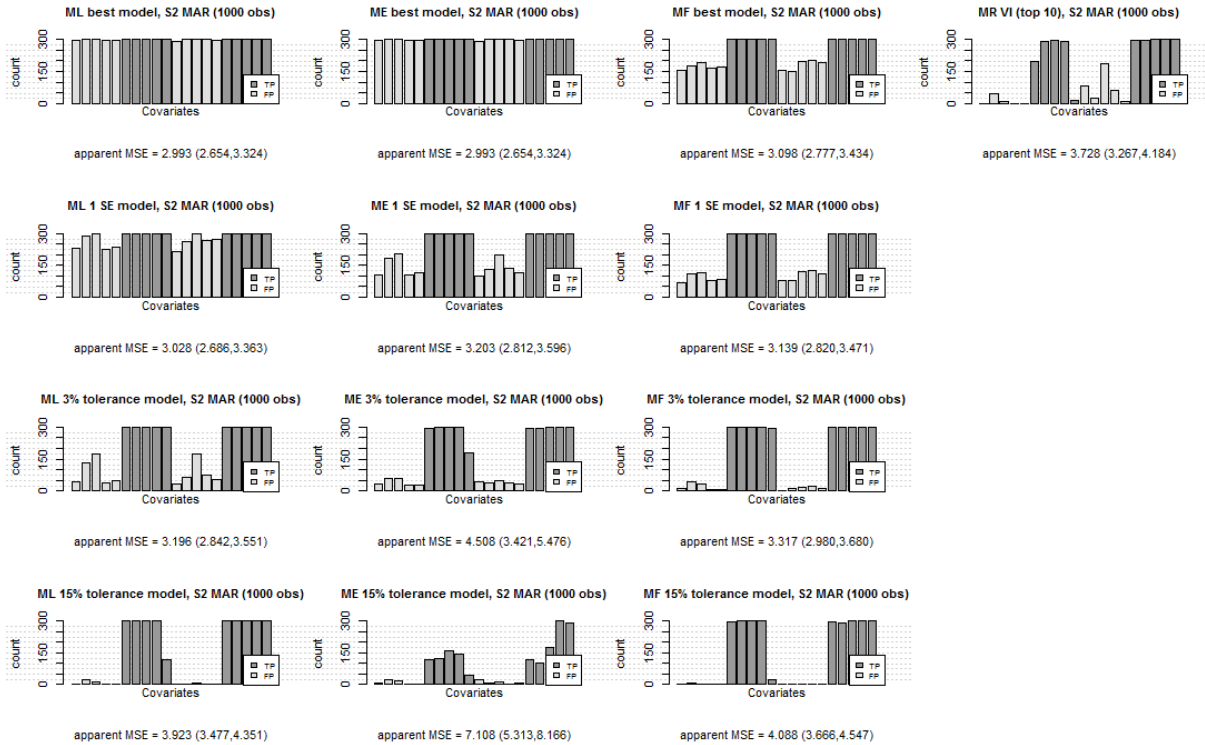 ML best model, S2 MAR (1000 obs)
count
0 150 300
TP
FP
Covariates
apparent MSE = 2.993 (2.654,3.324)
ME best model, S2 MAR (1000 obs)
count
0 150 300
TP
FP
Covariates
apparent MSE = 2.993 (2.654,3.324)
MF best model, S2 MAR (1000 obs)
count
0 150 300
TP
FP
Covariates
apparent MSE = 3.098 (2.777,3.434)
MR VI (top 10), S2 MAR (1000 obs)
count
0 150 300
TP
FP
Covariates
apparent MSE = 3.728 (3.267,4.184)
ML 1 SE model, S2 MAR (1000 obs)
count
0 150 300
TP
FP
Covariates
apparent MSE = 3.028 (2.686,3.363)
ME 1 SE model, S2 MAR (1000 obs)
count
0 150 300
TP
FP
Covariates
apparent MSE = 3.203 (2.812,3.596)
MF 1 SE model, S2 MAR (1000 obs)
count
0 150 300
TP
FP
Covariates
apparent MSE = 3.139 (2.820,3.471)
ML 3% tolerance model, S2 MAR (1000 obs)
count
0 150 300
TP
FP
Covariates
apparent MSE = 3.196 (2.842,3.551)
ME 3% tolerance model, S2 MAR (1000 obs)
count
0 150 300
TP
FP
Covariates
apparent MSE = 4.508 (3.421,5.476)
MF 3% tolerance model, S2 MAR (1000 obs)
count
0 150 300
TP
FP
Covariates
apparent MSE = 3.317 (2.980,3.680)
ML 15% tolerance model, S2 MAR (1000 obs)
count
0 150 300
TP
FP
Covariates
apparent MSE = 3.923 (3.477,4.351)
ME 15% tolerance model, S2 MAR (1000 obs)
count
0 150 300
TP
FP
Covariates
apparent MSE = 7.108 (5.313,8.166)
MF 15% tolerance model, S2 MAR (1000 obs)
count
0 150 300
TP
FP
Covariates
apparent MSE = 4.088 (3.666,4.547)